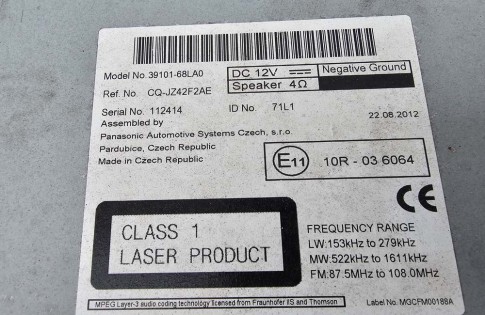 Model No. 39101-68LA0
DC 12V
Negative Ground
Ref. No. CQ-JZ42F2AE
Speaker 4Ω
Serial No. 112414
ID No. 71L1
22.08.2012
Assembled by
Panasonic Automotive Systems Czech, s.r.o.
Pardubice, Czech Republic
Made in Czech Republic
E11 10R - 03 6064
CE
CLASS 1
LASER PRODUCT
FREQUENCY RANGE
LW:153kHz to 279kHz
MW:522kHz to 1611kHz
FM:87.5MHz to 108.0MHz
MPEG Layer-3 audio coding technology licensed from Fraunhofer IIS and Thomson
Label No. MGCFM00188A